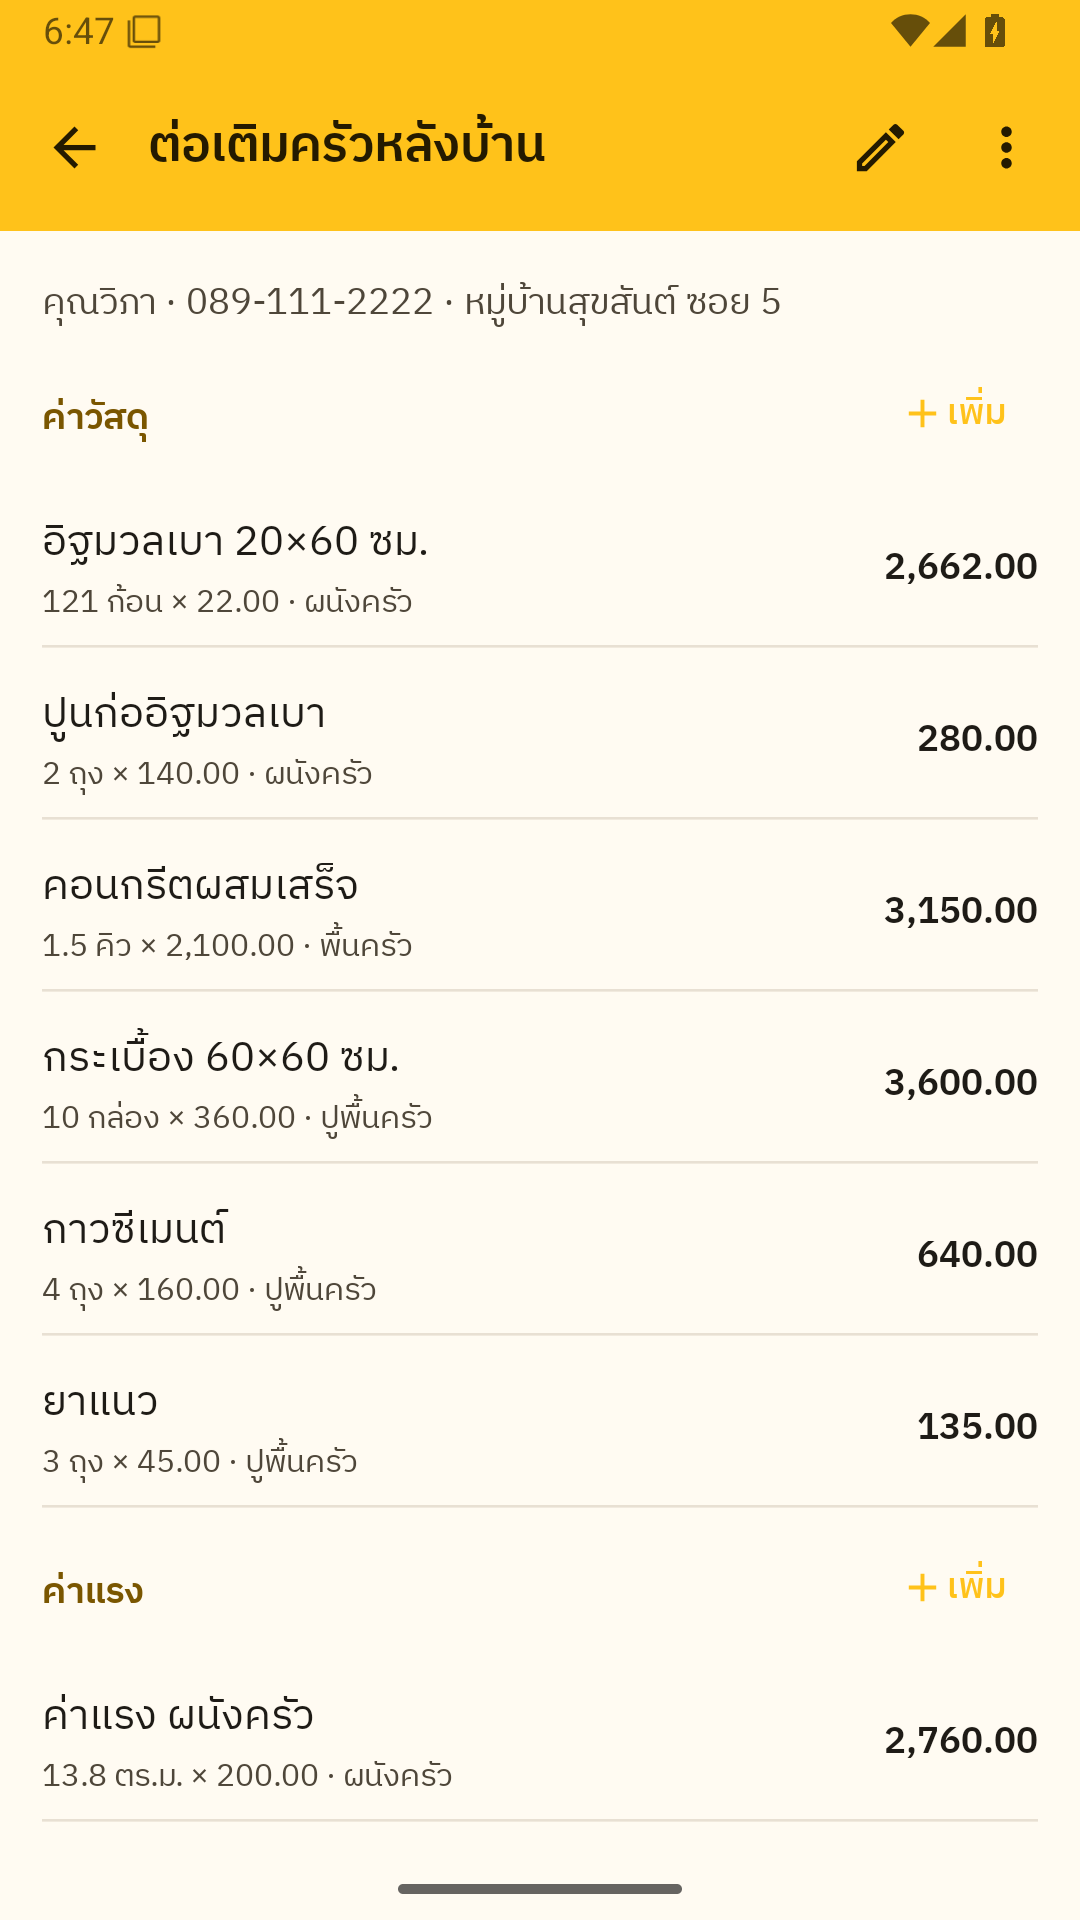 6:47
ต่อเติมครัวหลังบ้าน
คุณวิภา · 089-111-2222 · หมู่บ้านสุขสันต์ ซอย 5
ค่าวัสดุ
+ เพิ่ม
อิฐมวลเบา 20×60 ซม.
2,662.00
121 ก้อน × 22.00 · ผนังครัว
ปูนก่ออิฐมวลเบา
280.00
2 ถุง × 140.00 · ผนังครัว
คอนกรีตผสมเสร็จ
3,150.00
1.5 คิว × 2,100.00 · พื้นครัว
กระเบื้อง 60×60 ซม.
3,600.00
10 กล่อง × 360.00 · ปูพื้นครัว
กาวซีเมนต์
640.00
4 ถุง × 160.00 · ปูพื้นครัว
ยาแนว
135.00
3 ถุง × 45.00 · ปูพื้นครัว
ค่าแรง
+ เพิ่ม
ค่าแรง ผนังครัว
2,760.00
13.8 ตร.ม. × 200.00 · ผนังครัว